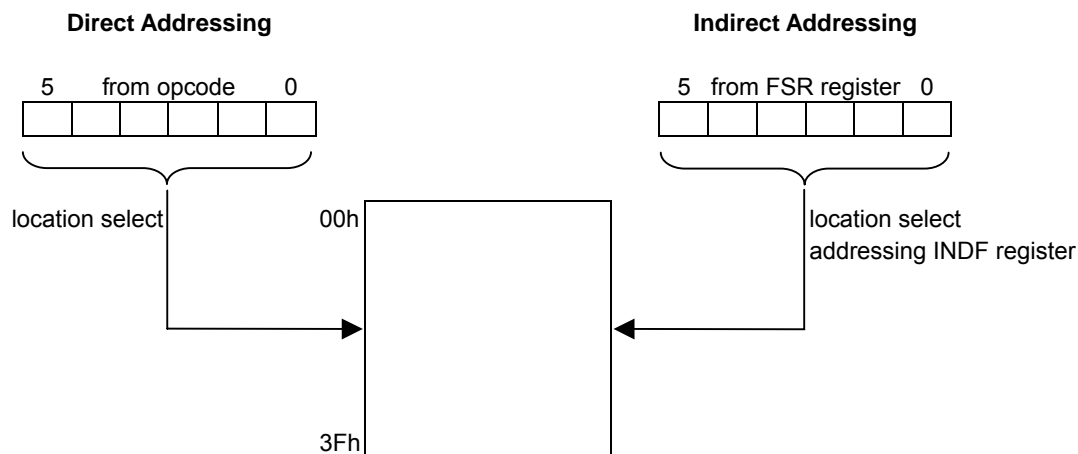 Direct Addressing
Indirect Addressing
5 from opcode 0
5 from FSR register 0
location select
00h
location select
addressing INDF register
3Fh